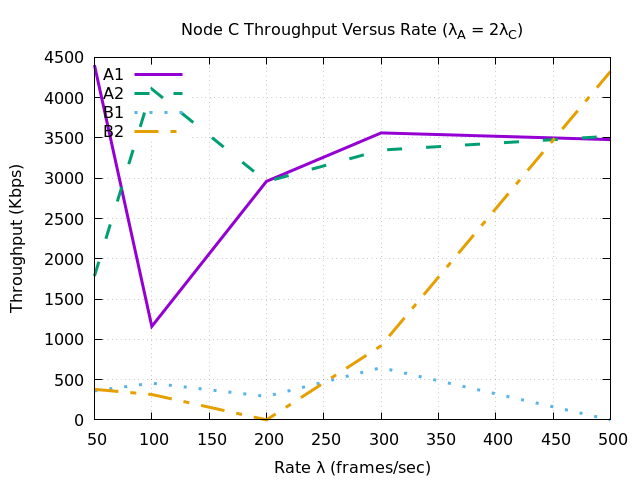 Node C Throughput Versus Rate (λA = 2λC)
4500
4000
3500
3000
2500
2000
1500
1000
500
0
Throughput (Kbps)
A1
A2
B1
B2
50 100 150 200 250 300 350 400 450 500
Rate λ (frames/sec)